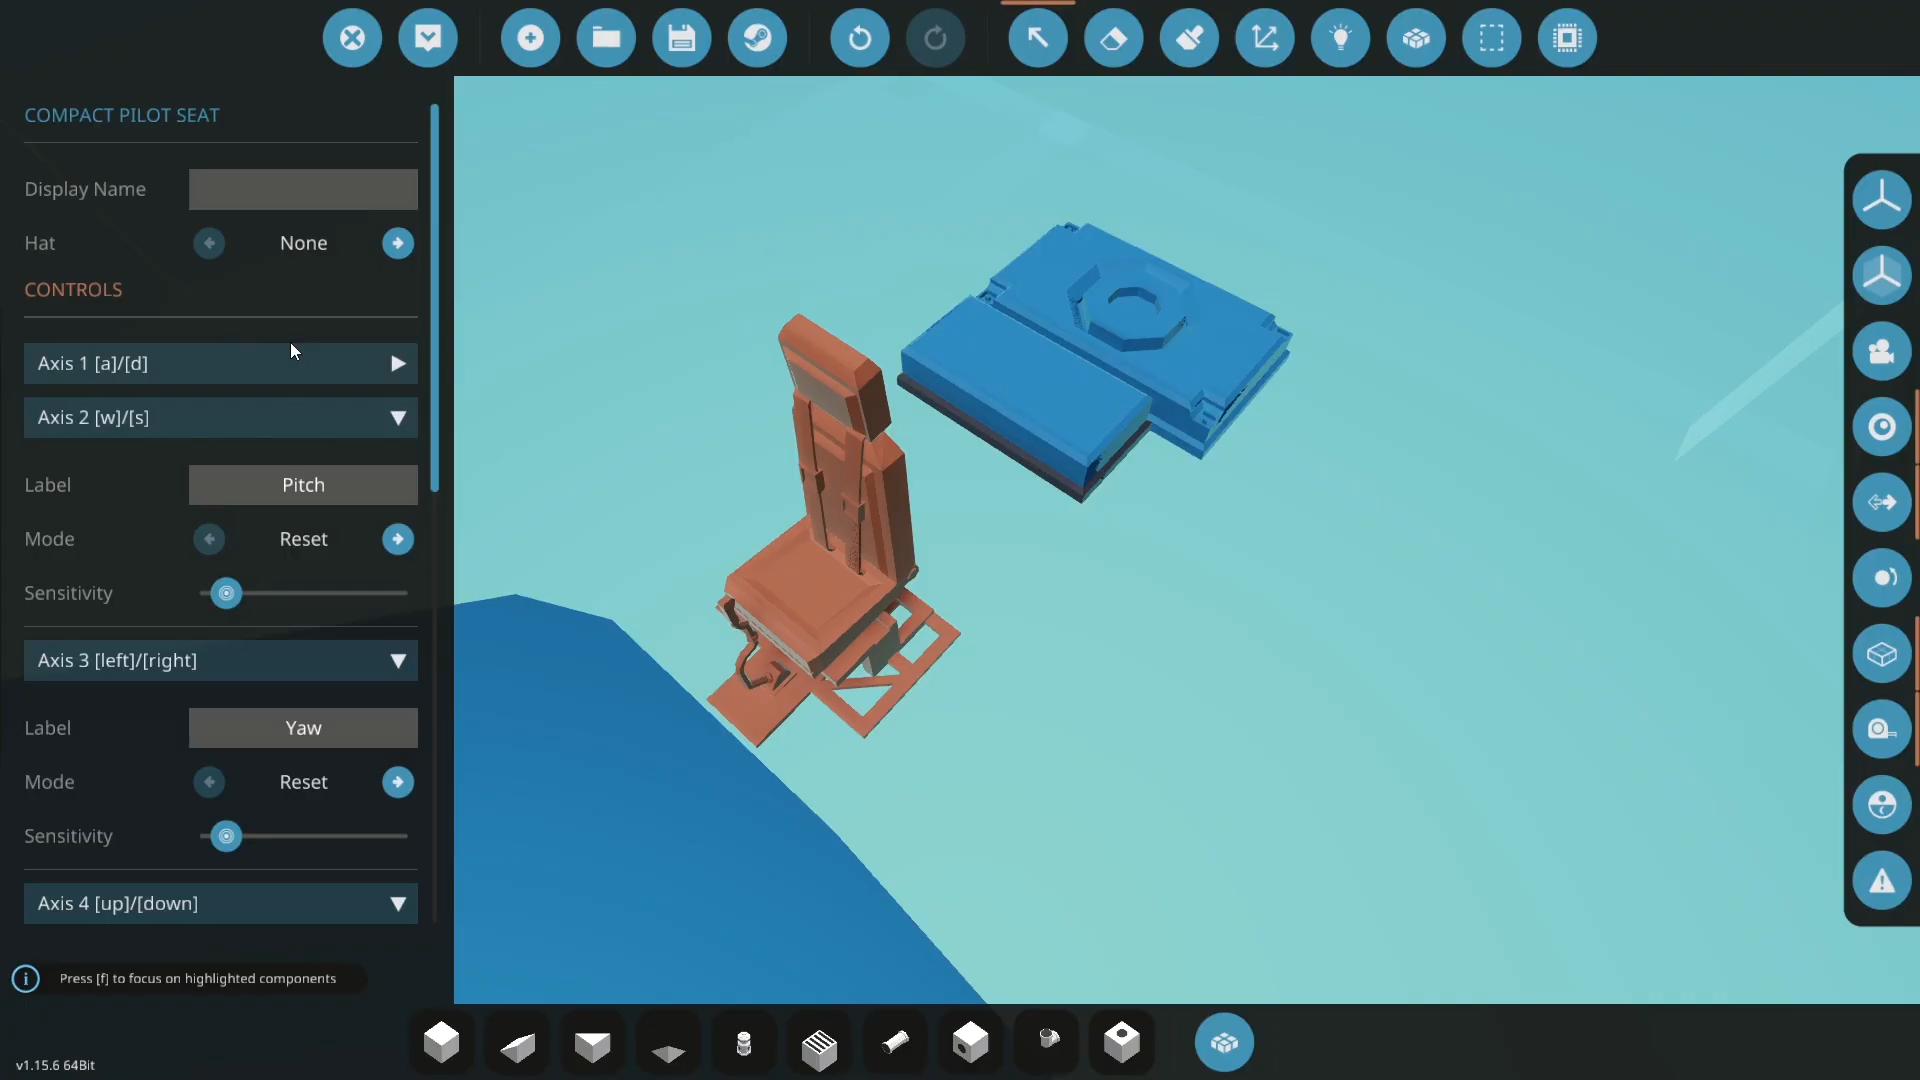 COMPACT PILOT SEAT
Display Name
Hat
None
CONTROLS
Axis 1 [a]/[d]
Axis 2 [w]/[s]
Label
Pitch
Mode
Reset
Sensitivity
Axis 3 [left]/[right]
Label
Yaw
Mode
Reset
Sensitivity
Axis 4 [up]/[down]
Press [f] to focus on highlighted components
v1.15.6 64Bit